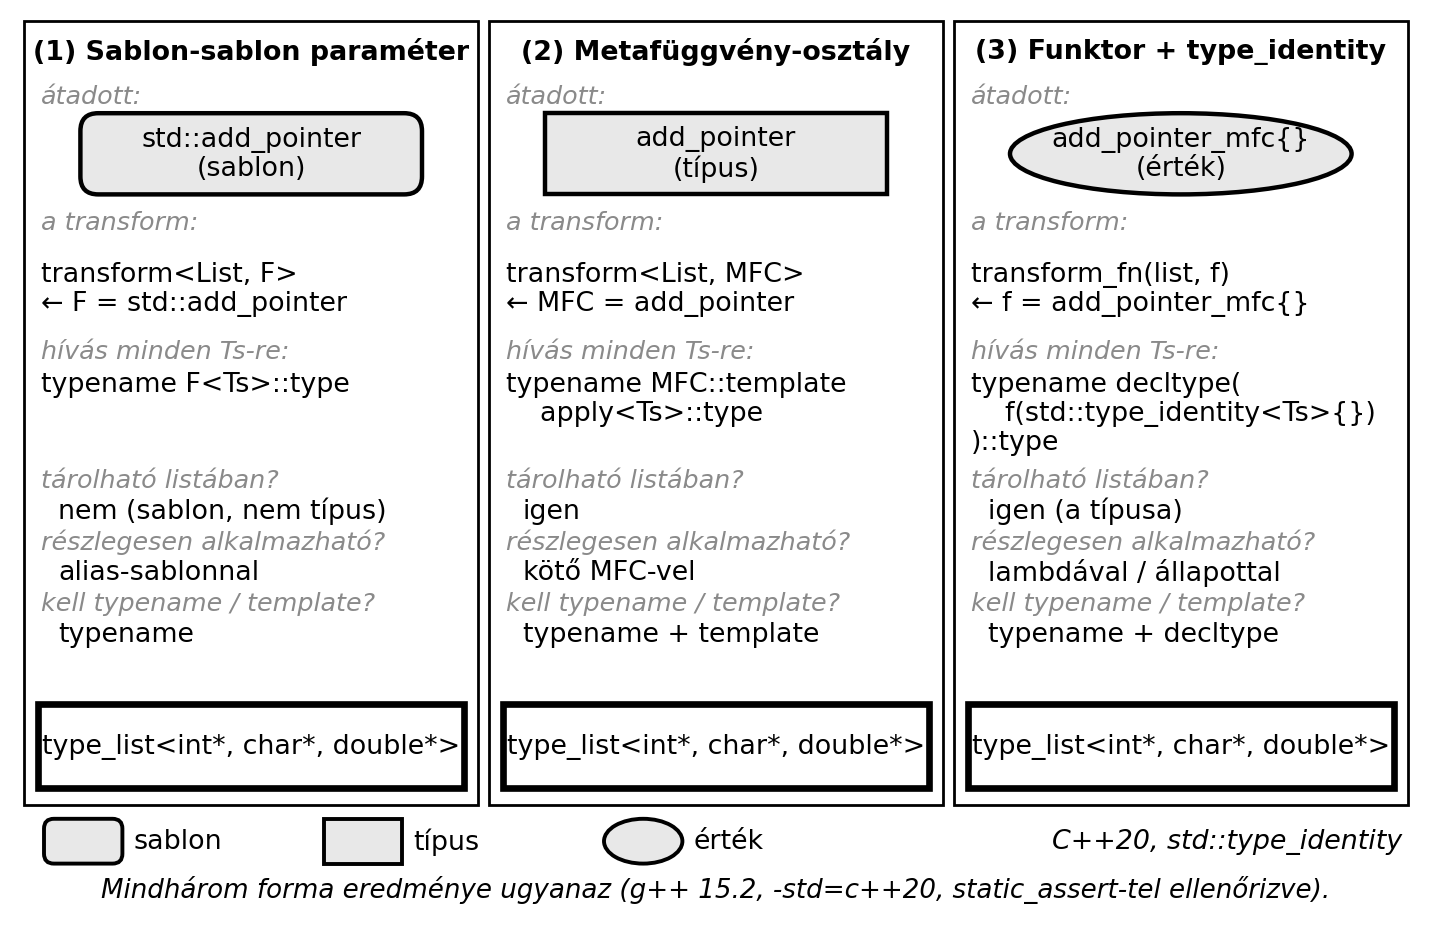 (1) Sablon-sablon paraméter
átadott:
std::add_pointer
(sablon)
a transform:
transform<List, F>
← F = std::add_pointer
hívás minden Ts-re:
typename F<Ts>::type
tárolható listában?
nem (sablon, nem típus)
részlegesen alkalmazható?
alias-sablonnal
kell typename / template?
typename
type_list<int*, char*, double*>
(2) Metafüggvény-osztály
átadott:
add_pointer
(típus)
a transform:
transform<List, MFC>
← MFC = add_pointer
hívás minden Ts-re:
typename MFC::template
apply<Ts>::type
tárolható listában?
igen
részlegesen alkalmazható?
kötő MFC-vel
kell typename / template?
typename + template
type_list<int*, char*, double*>
(3) Funktor + type_identity
átadott:
add_pointer_mfc{}
(érték)
a transform:
transform_fn(list, f)
← f = add_pointer_mfc{}
hívás minden Ts-re:
typename decltype(
f(std::type_identity<Ts>{})
)::type
tárolható listában?
igen (a típusa)
részlegesen alkalmazható?
lambdával / állapottal
kell typename / template?
typename + decltype
type_list<int*, char*, double*>
sablon
típus
érték
C++20, std::type_identity
Mindhárom forma eredménye ugyanaz (g++ 15.2, -std=c++20, static_assert-tel ellenőrizve).